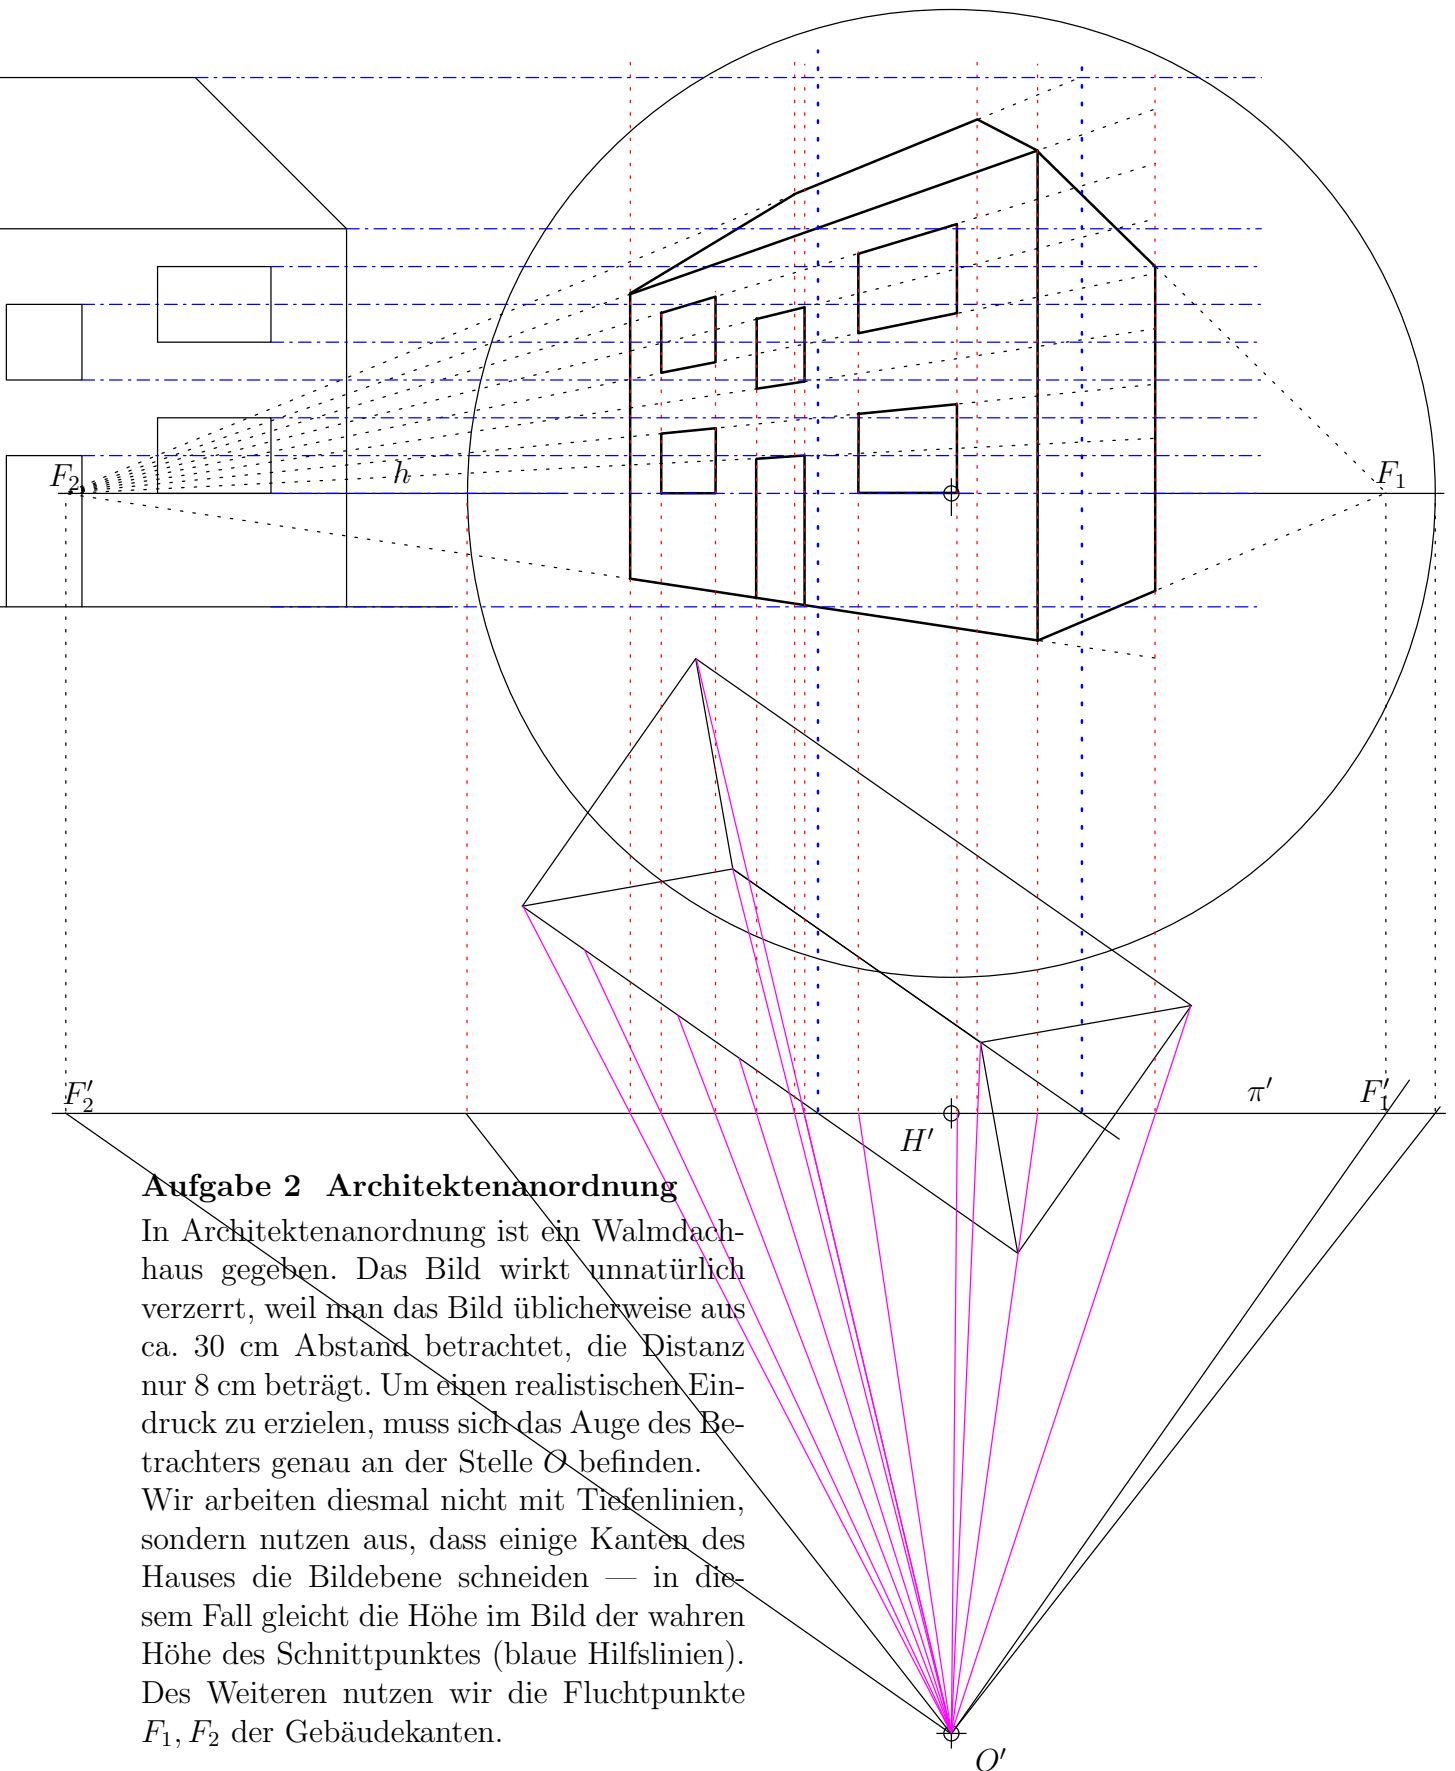 F₂
h
F₁
F₂′
π′
F₁′
H′
Aufgabe 2 Architektenanordnung
In Architektenanordnung ist ein Walmdach-
haus gegeben. Das Bild wirkt unnatürlich
verzerrt, weil man das Bild üblicherweise aus
ca. 30 cm Abstand betrachtet, die Distanz
nur 8 cm beträgt. Um einen realistischen Ein-
druck zu erzielen, muss sich das Auge des Be-
trachters genau an der Stelle O befinden.
Wir arbeiten diesmal nicht mit Tiefenlinien,
sondern nutzen aus, dass einige Kanten des
Hauses die Bildebene schneiden — in die-
sem Fall gleicht die Höhe im Bild der wahren
Höhe des Schnittpunktes (blaue Hilfslinien).
Des Weiteren nutzen wir die Fluchtpunkte
F₁, F₂ der Gebäudekanten.
O′